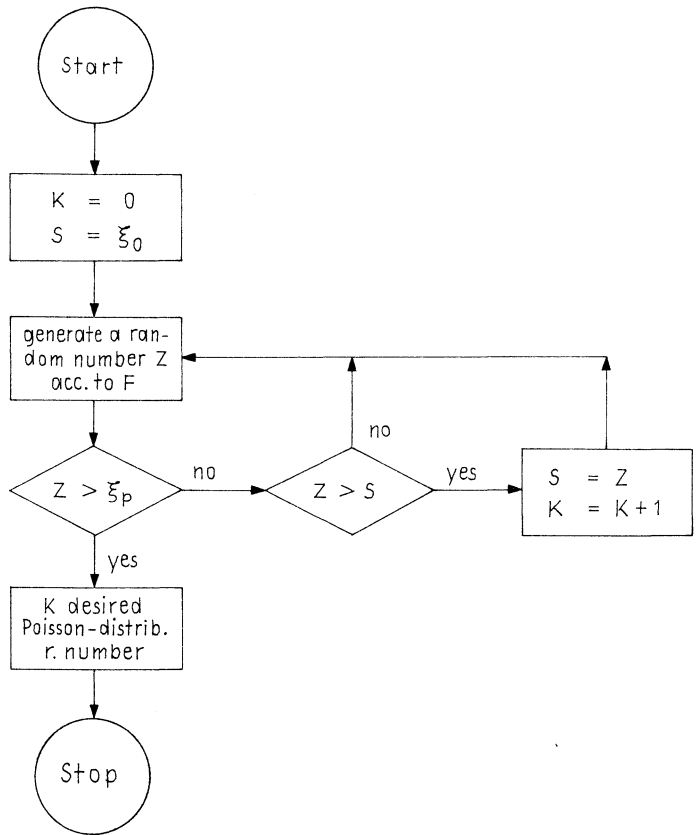 Start
K = 0
S = ξ₀
generate a ran-
dom number Z
acc. to F
Z > ξₚ
no
Z > S
no
yes
S = Z
K = K+1
yes
K desired
Poisson-distrib.
r. number
Stop